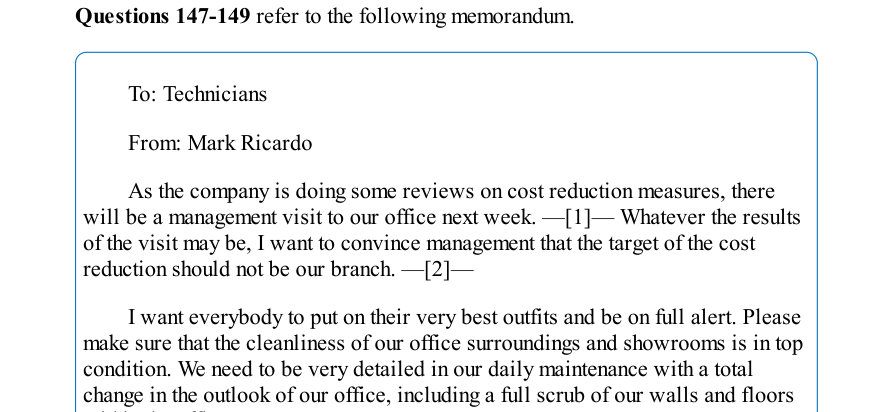 Questions 147-149 refer to the following memorandum.
To: Technicians
From: Mark Ricardo
As the company is doing some reviews on cost reduction measures, there
will be a management visit to our office next week. —[1]— Whatever the results
of the visit may be, I want to convince management that the target of the cost
reduction should not be our branch. —[2]—
I want everybody to put on their very best outfits and be on full alert. Please
make sure that the cleanliness of our office surroundings and showrooms is in top
condition. We need to be very detailed in our daily maintenance with a total
change in the outlook of our office, including a full scrub of our walls and floors